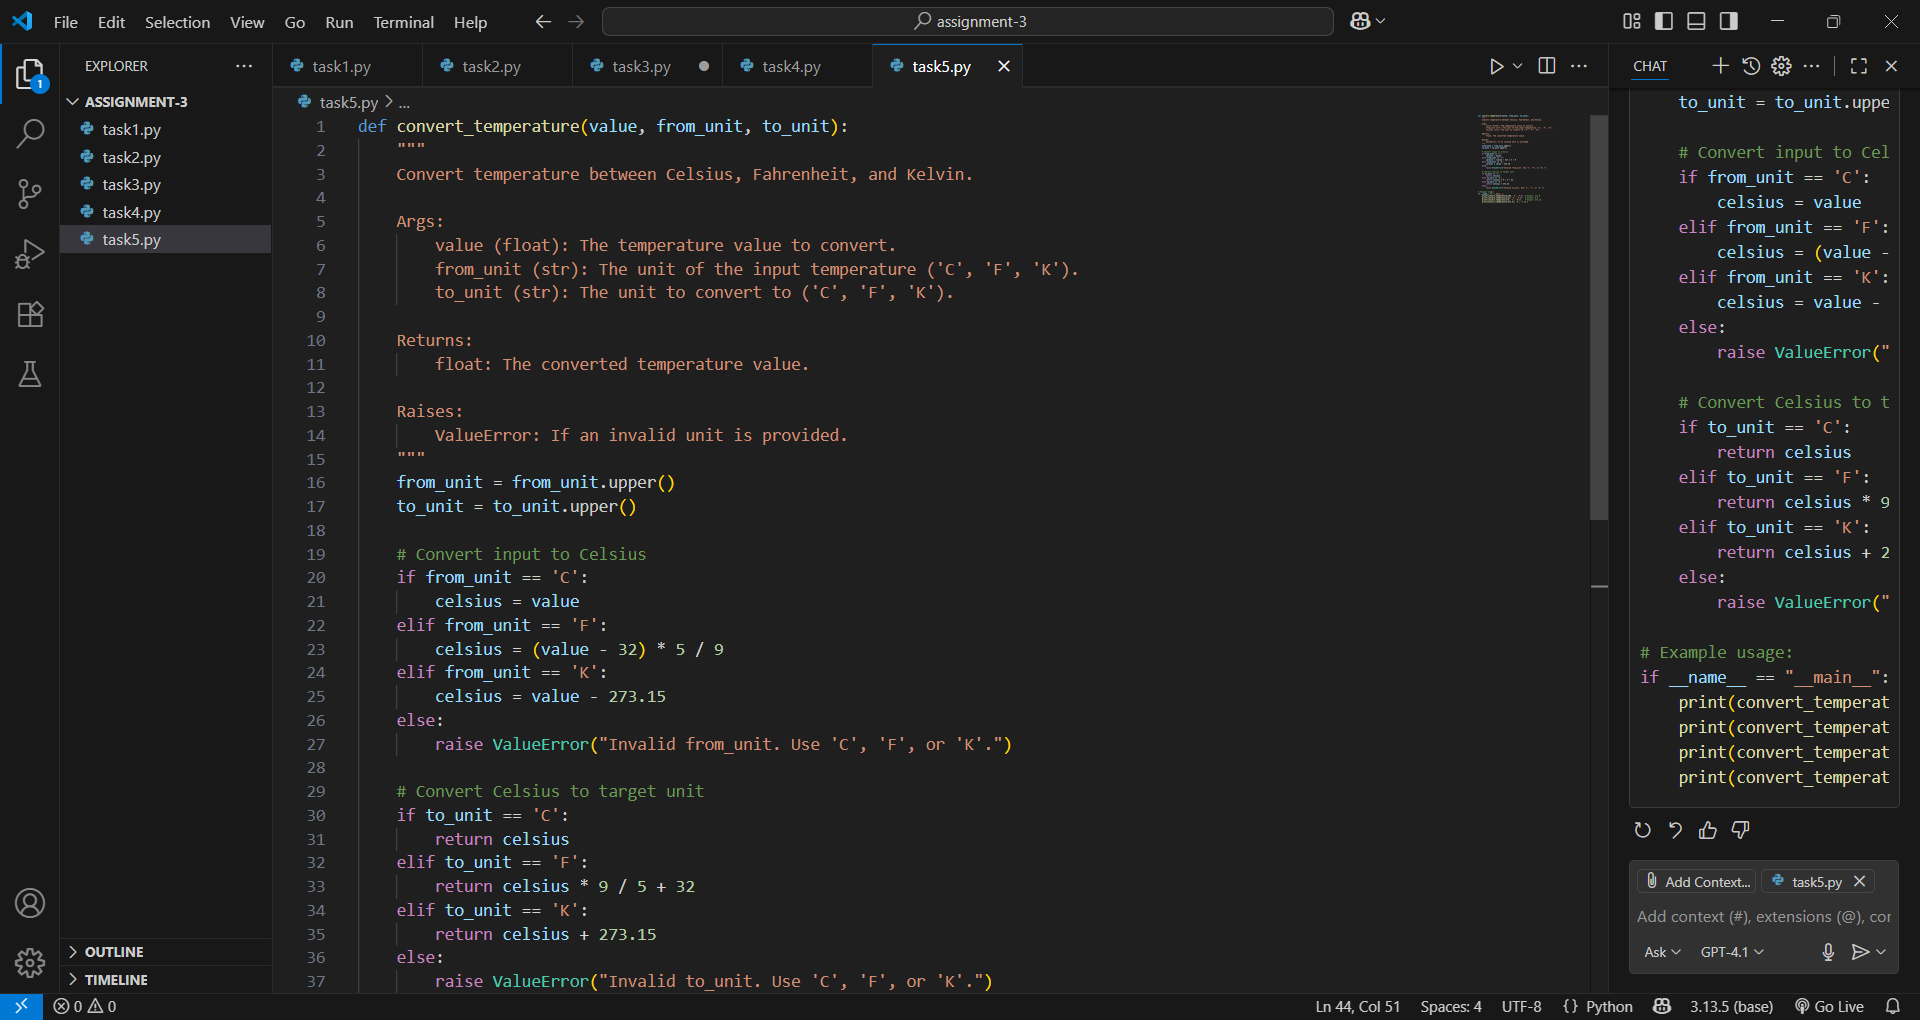 File Edit Selection View Go Run Terminal Help
assignment-3
EXPLORER
ASSIGNMENT-3
task1.py
task2.py
task3.py
task4.py
task5.py
OUTLINE
TIMELINE
1
task1.py
task2.py
task3.py
task4.py
task5.py
task5.py > ...
1 def convert_temperature(value, from_unit, to_unit):
2 """
3 Convert temperature between Celsius, Fahrenheit, and Kelvin.
4
5 Args:
6 value (float): The temperature value to convert.
7 from_unit (str): The unit of the input temperature ('C', 'F', 'K').
8 to_unit (str): The unit to convert to ('C', 'F', 'K').
9
10 Returns:
11 float: The converted temperature value.
12
13 Raises:
14 ValueError: If an invalid unit is provided.
15 """
16 from_unit = from_unit.upper()
17 to_unit = to_unit.upper()
18
19 # Convert input to Celsius
20 if from_unit == 'C':
21 celsius = value
22 elif from_unit == 'F':
23 celsius = (value - 32) * 5 / 9
24 elif from_unit == 'K':
25 celsius = value - 273.15
26 else:
27 raise ValueError("Invalid from_unit. Use 'C', 'F', or 'K'.")
28
29 # Convert Celsius to target unit
30 if to_unit == 'C':
31 return celsius
32 elif to_unit == 'F':
33 return celsius * 9 / 5 + 32
34 elif to_unit == 'K':
35 return celsius + 273.15
36 else:
37 raise ValueError("Invalid to_unit. Use 'C', 'F', or 'K'.")
CHAT
to_unit = to_unit.uppe
# Convert input to Cel
if from_unit == 'C':
celsius = value
elif from_unit == 'F':
celsius = (value -
elif from_unit == 'K':
celsius = value -
else:
raise ValueError("
# Convert Celsius to t
if to_unit == 'C':
return celsius
elif to_unit == 'F':
return celsius * 9
elif to_unit == 'K':
return celsius + 2
else:
raise ValueError("
# Example usage:
if __name__ == "__main__":
print(convert_temperat
print(convert_temperat
print(convert_temperat
print(convert_temperat
Add Context... task5.py
Add context (#), extensions (@), cor
Ask GPT-4.1
0 0
Ln 44, Col 51 Spaces: 4 UTF-8 {} Python 3.13.5 (base) Go Live